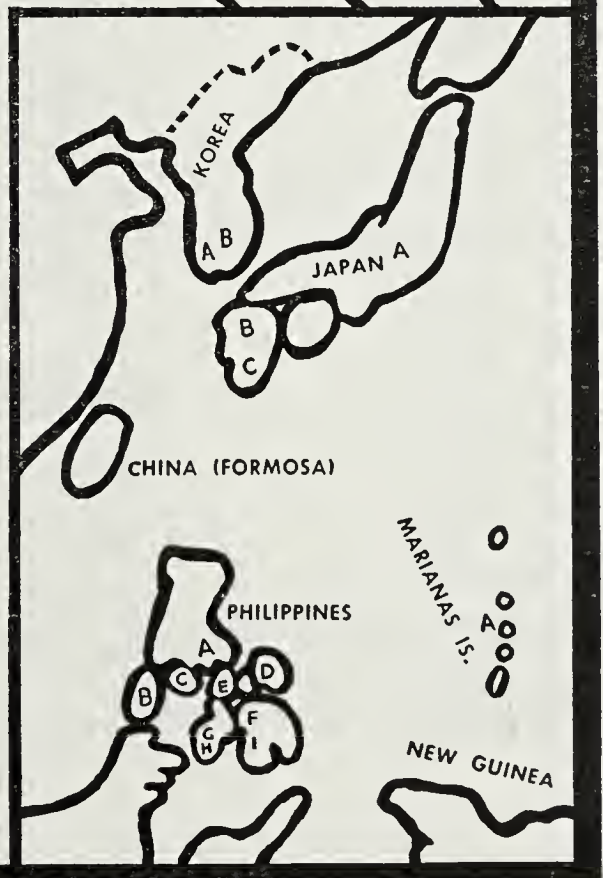 KOREA
A B
JAPAN A
B
C
CHINA (FORMOSA)
MARIANAS IS.
A
PHILIPPINES
A
B
C
E
D
F
G
H
I
NEW GUINEA